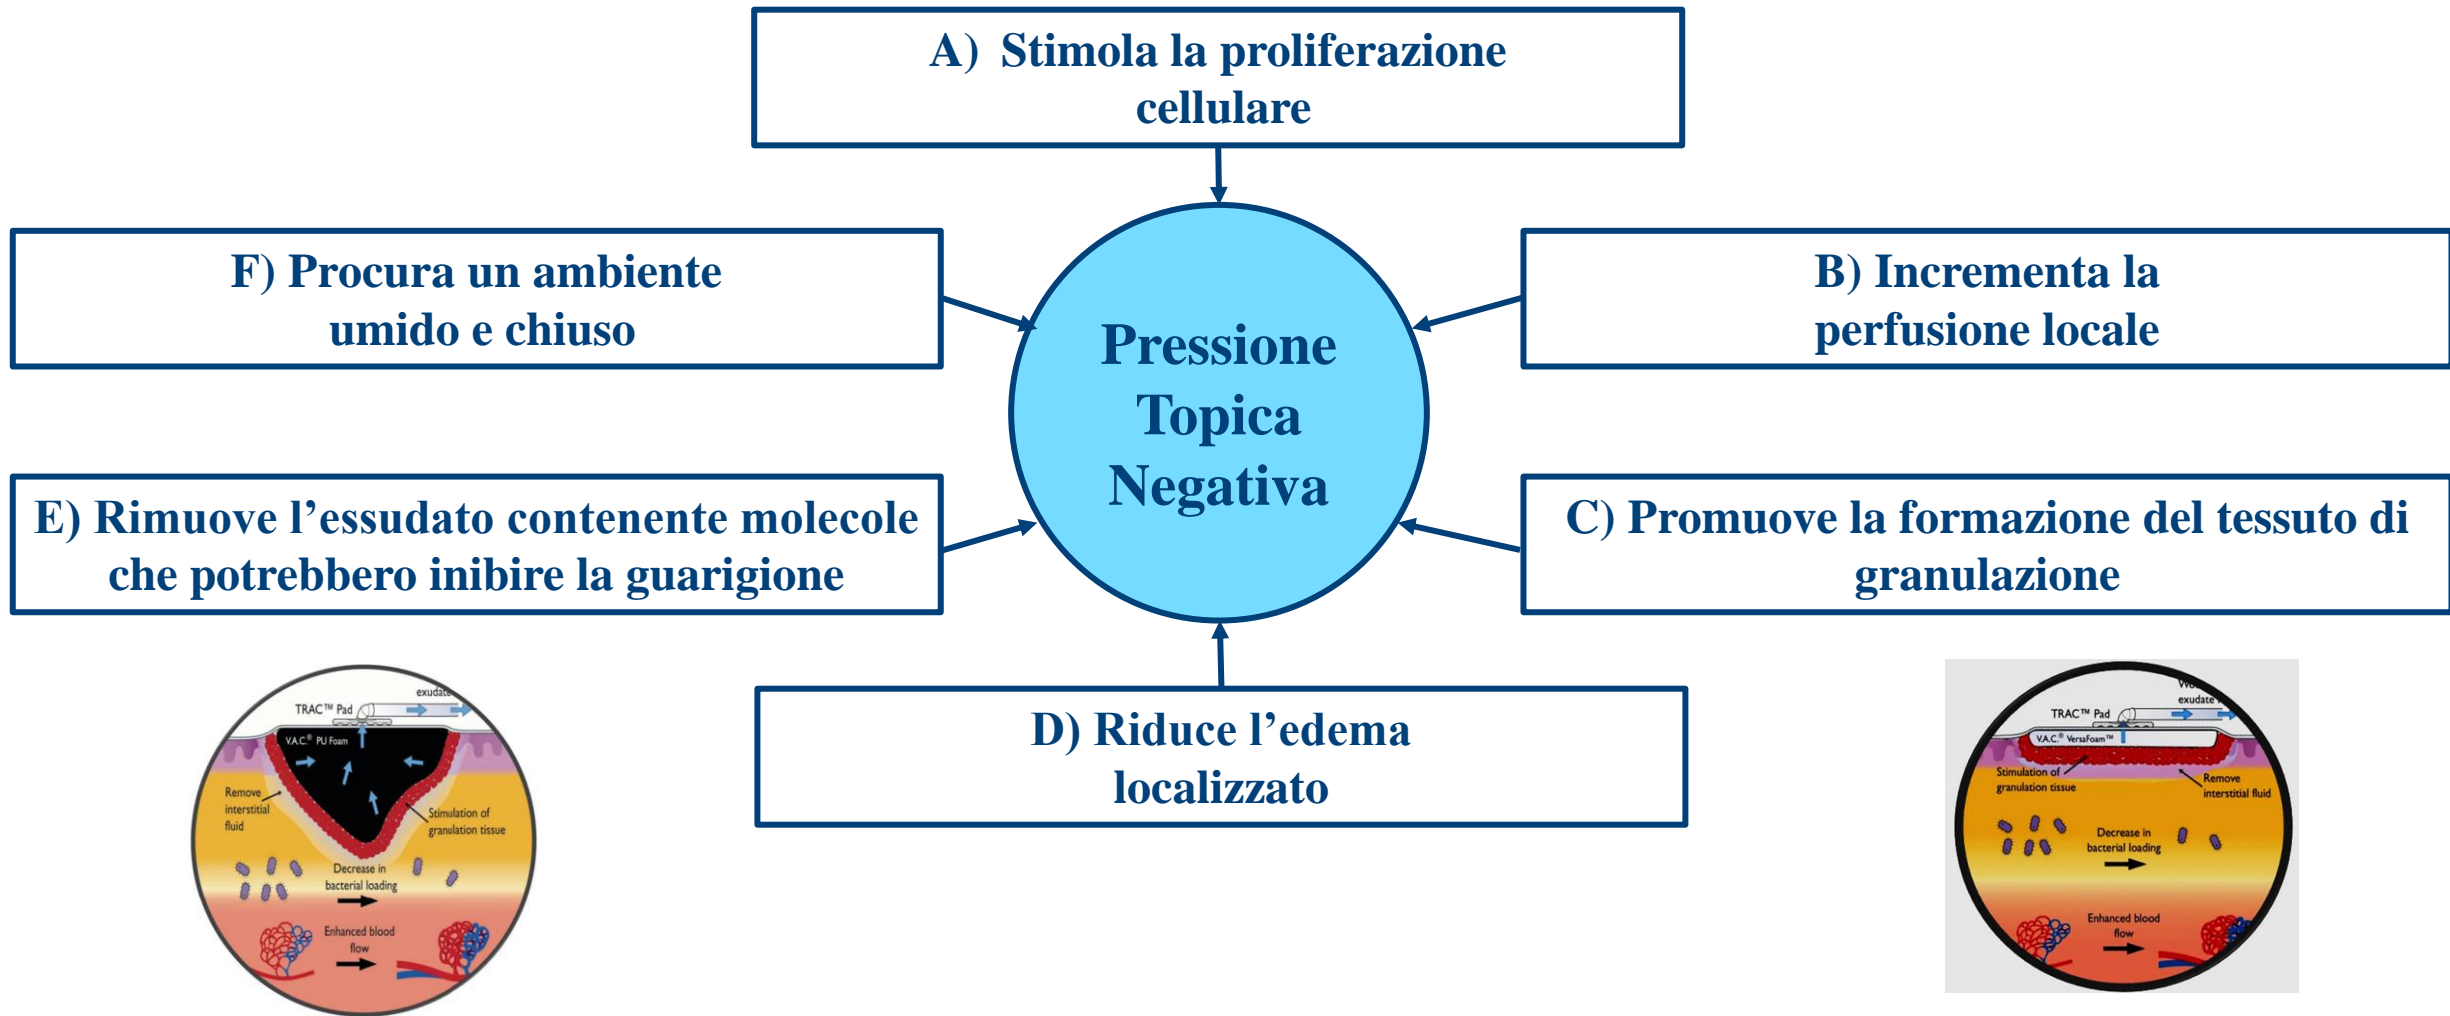 A) Stimola la proliferazione
cellulare
F) Procura un ambiente
umido e chiuso
B) Incrementa la
perfusione locale
Pressione
Topica
Negativa
E) Rimuove l’essudato contenente molecole
che potrebbero inibire la guarigione
C) Promuove la formazione del tessuto di
granulazione
D) Riduce l’edema
localizzato
exudate
TRAC™ Pad
V.A.C.® PU Foam
Remove
interstitial
fluid
Stimulation of
granulation tissue
Decrease in
bacterial loading
Enhanced blood
flow
exudate
TRAC™ Pad
V.A.C.® VersaFoam™
Stimulation of
granulation tissue
Remove
interstitial fluid
Decrease in
bacterial loading
Enhanced blood
flow